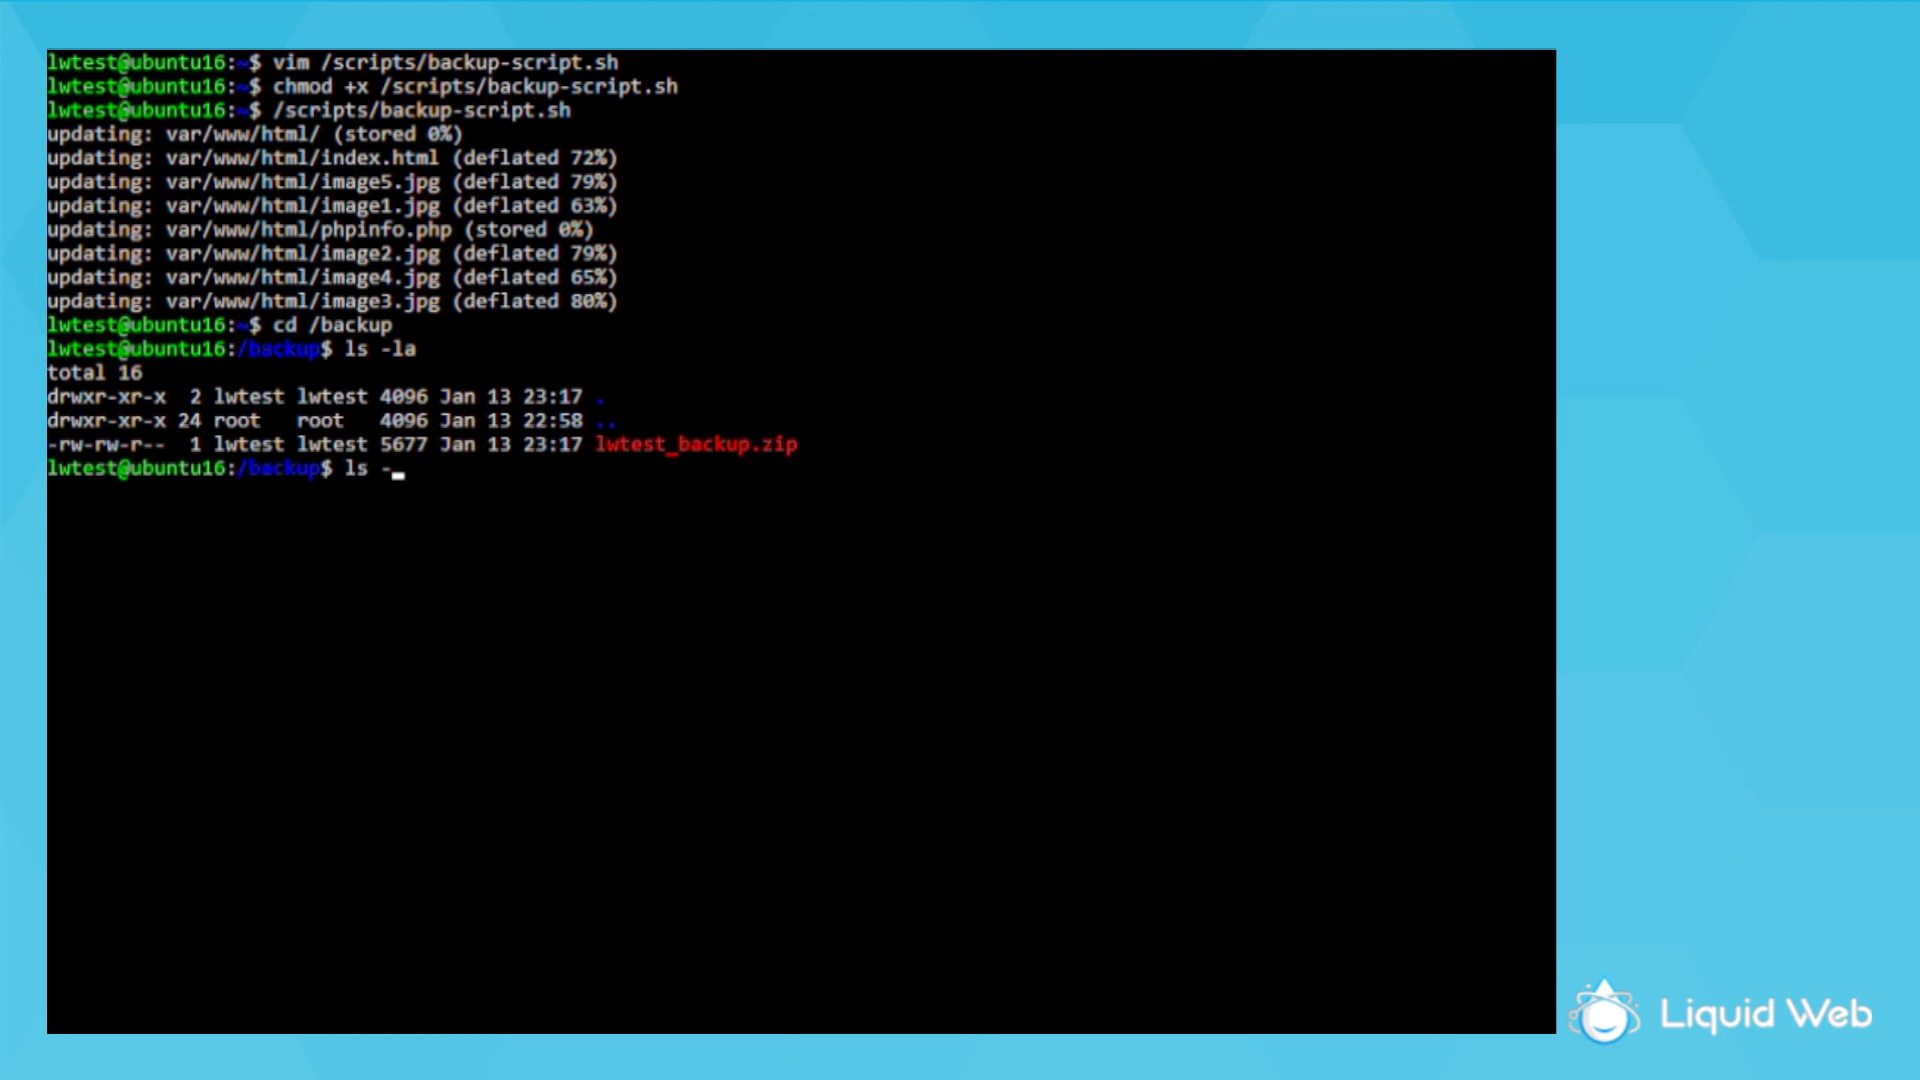 lwtest@ubuntu16:~$ vim /scripts/backup-script.sh
lwtest@ubuntu16:~$ chmod +x /scripts/backup-script.sh
lwtest@ubuntu16:~$ /scripts/backup-script.sh
updating: var/www/html/ (stored 0%)
updating: var/www/html/index.html (deflated 72%)
updating: var/www/html/image5.jpg (deflated 79%)
updating: var/www/html/image1.jpg (deflated 63%)
updating: var/www/html/phpinfo.php (stored 0%)
updating: var/www/html/image2.jpg (deflated 79%)
updating: var/www/html/image4.jpg (deflated 65%)
updating: var/www/html/image3.jpg (deflated 80%)
lwtest@ubuntu16:~$ cd /backup
lwtest@ubuntu16:/backup$ ls -la
total 16
drwxr-xr-x  2 lwtest lwtest 4096 Jan 13 23:17 .
drwxr-xr-x 24 root   root   4096 Jan 13 22:58 ..
-rw-rw-r--  1 lwtest lwtest 5677 Jan 13 23:17 lwtest_backup.zip
lwtest@ubuntu16:/backup$ ls -
Liquid Web